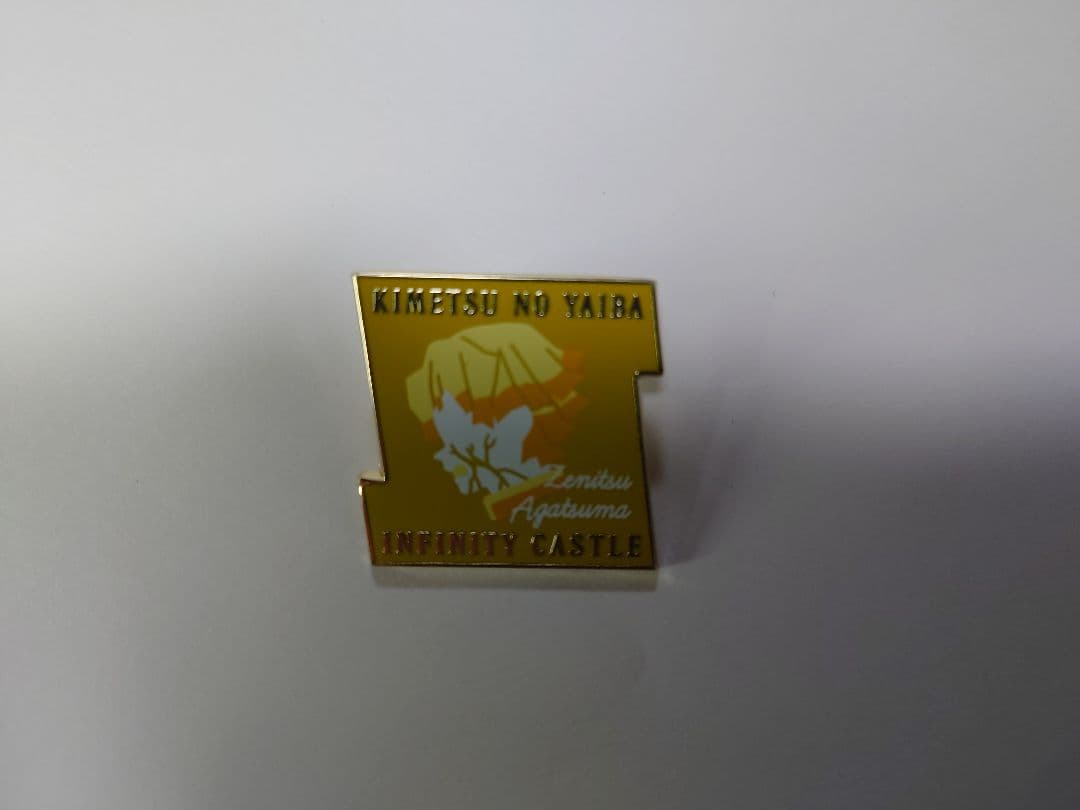 KIMETSU NO YAIBA
Zenitsu
Agatsuma
INFINITY CASTLE